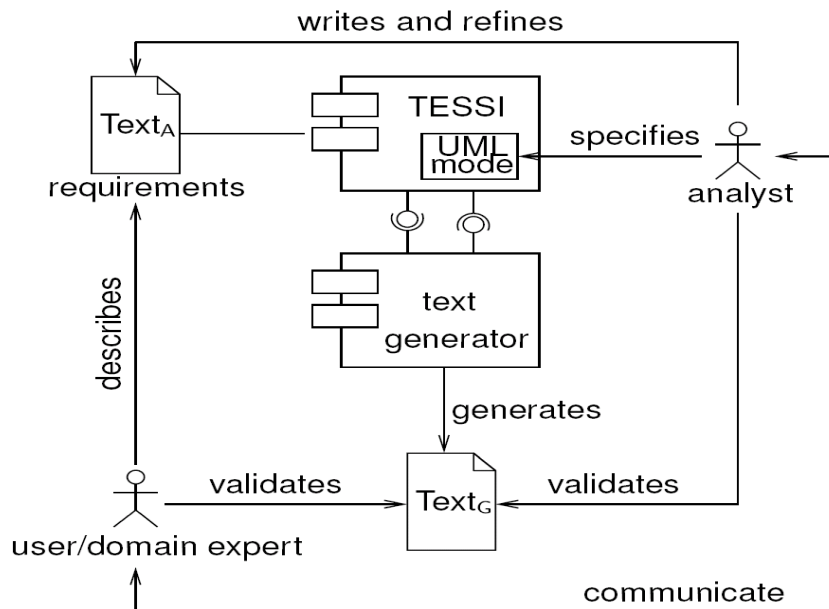 writes and refines
TextA
requirements
TESSI
UML
mode
specifies
analyst
describes
text
generator
generates
validates
TextG
validates
user/domain expert
communicate